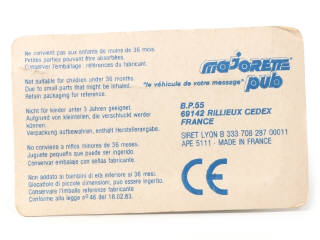 Ne convient pas aux enfants de moins de 36 mois.
Petites parties pouvant être absorbées.
Conserver l'emballage références du fabricant.
Not suitable for children under 36 months.
Due to small parts that might be inhaled.
Retain packaging for reference.
Nicht für kinder unter 3 Jahren geeignet.
Aufgrund von kleinteilen, die verschluckt werder
können.
Verpackung aufbewahren, enthält Herstellerangabe.
No conviene a niños menores de 36 meses.
Juguete pequeño que puede ser ingerido.
Conservar embalaje con señas fabricante.
Non adatto ai bambini di età inferiore ai 36 mesi.
Giocattolo di piccole dimensioni, può essere ingerito.
Conservare l'imballaggio come referenza
Conforme alla legge n° 46 del 18.02.83.
majorette
"le véhicule de votre message" pub
B.P.55
69142 RILLIEUX CEDEX
FRANCE
SIRET LYON B 333 708 287 00011
APE 5111 - MADE IN FRANCE
CE